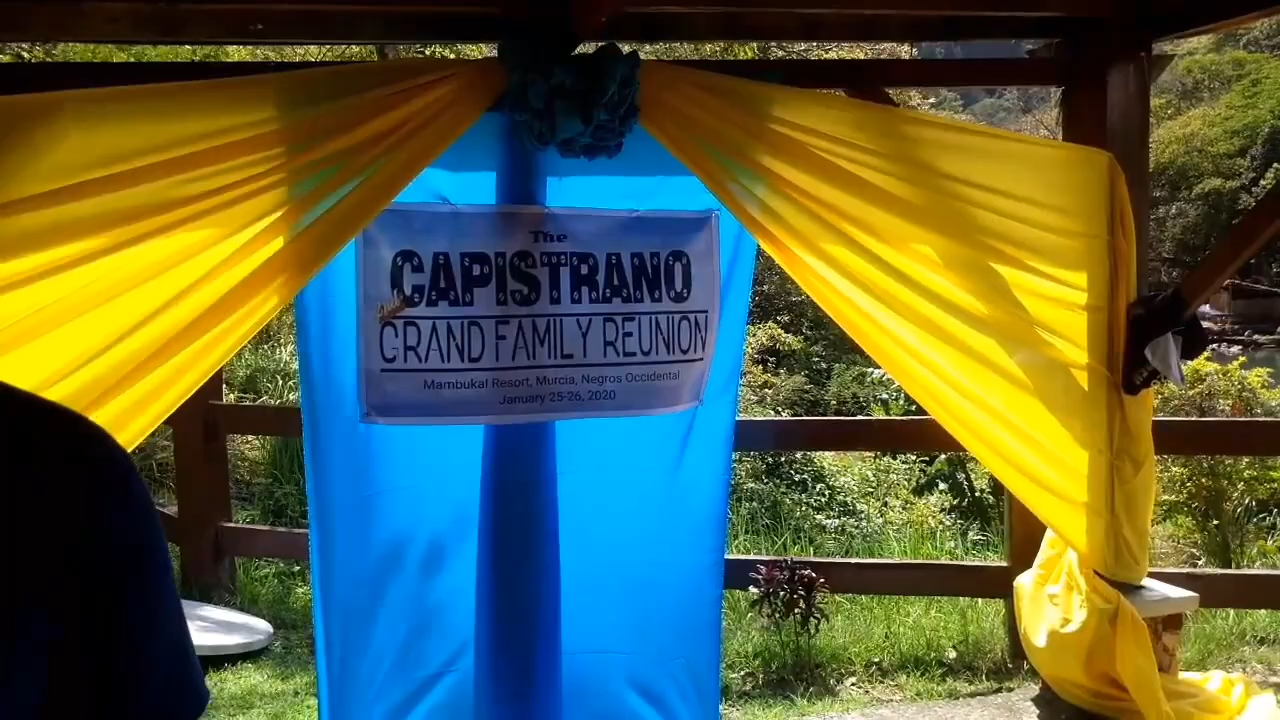 The
CAPISTRANO
GRAND FAMILY REUNION
Mambukal Resort, Murcia, Negros Occidental
January 25-26, 2020